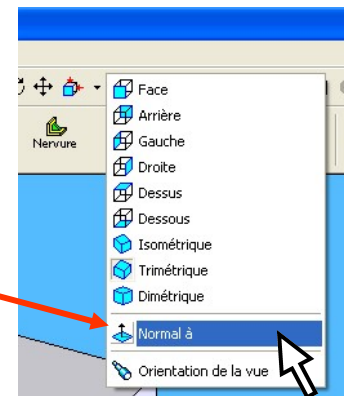 Face
Arrière
Nervure
Gauche
Droite
Dessus
Dessous
Isométrique
Trimétrique
Dimétrique
Normal à
Orientation de la vue